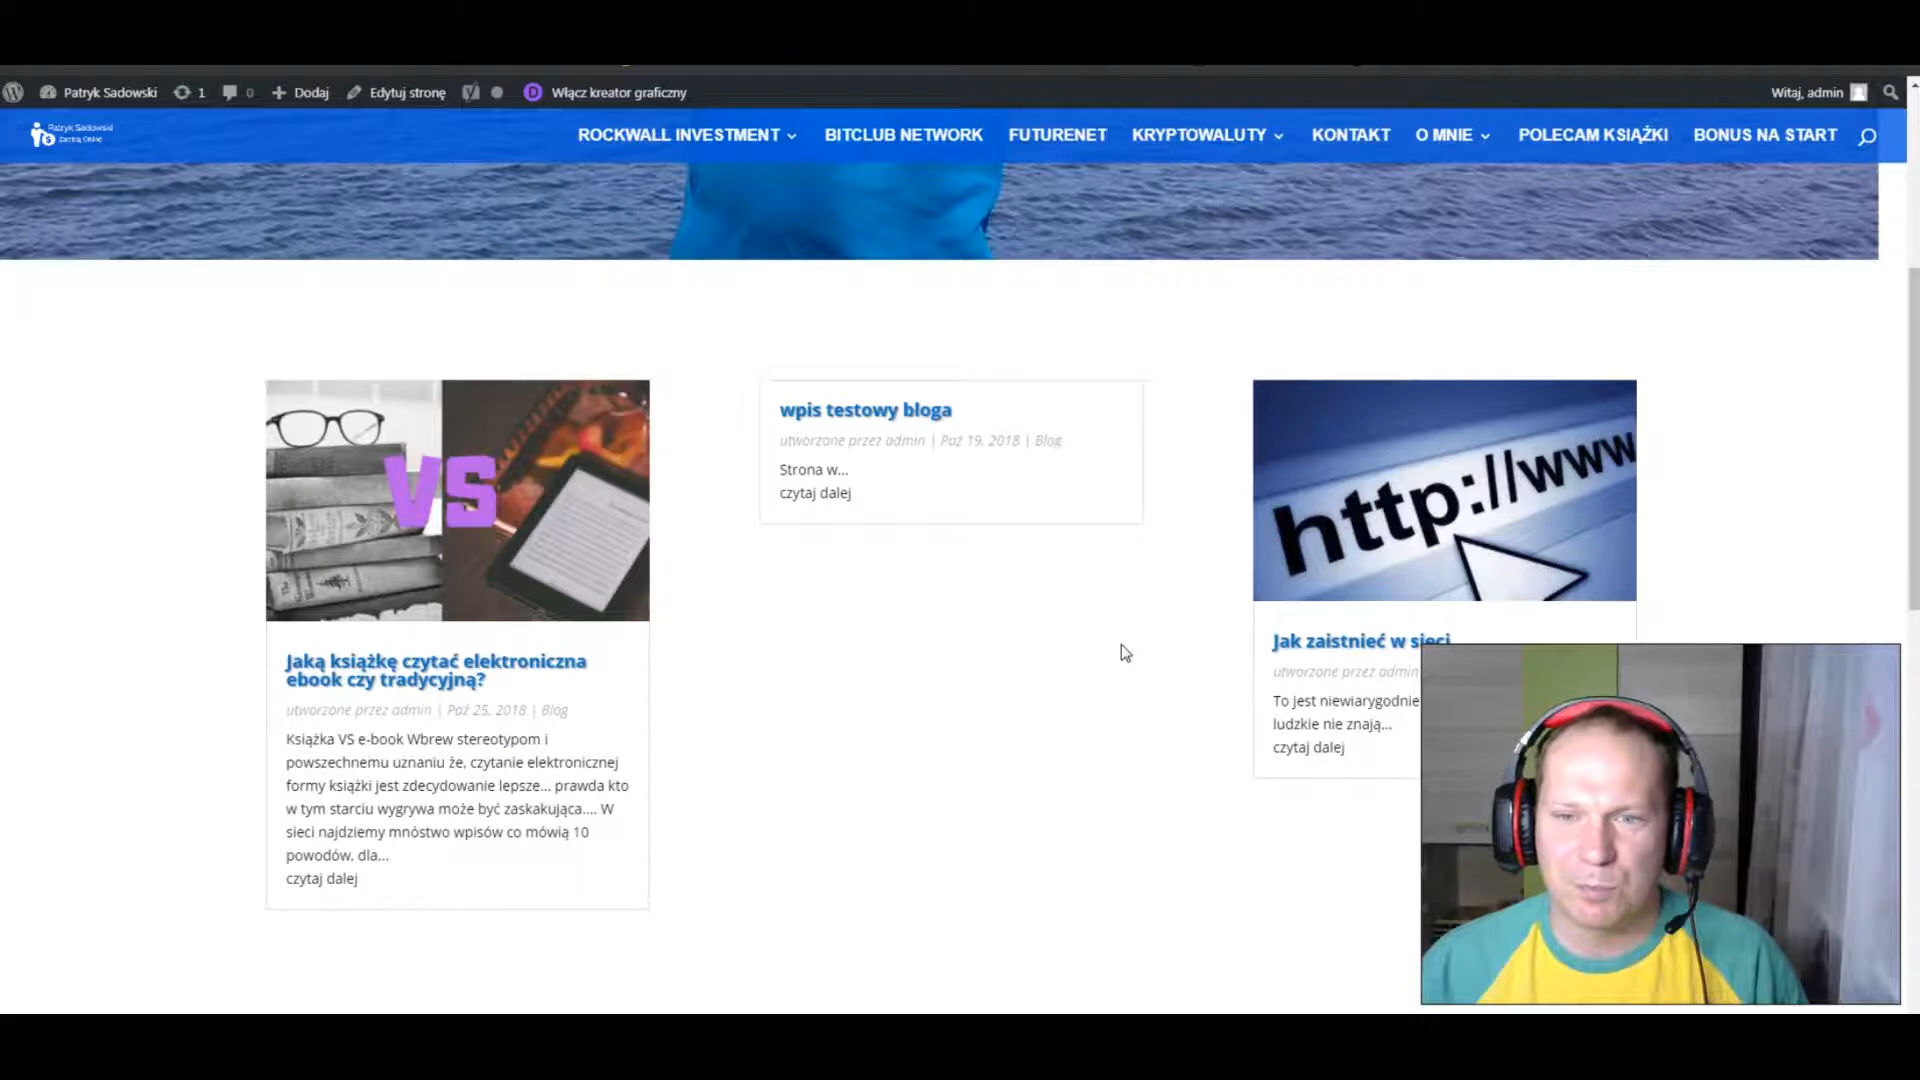 Patryk Sadowski 1 0 Dodaj Edytuj stronę Włącz kreator graficzny Witaj, admin
Patryk Sadowski
Zarabiaj Online
ROCKWALL INVESTMENT BITCLUB NETWORK FUTURENET KRYPTOWALUTY KONTAKT O MNIE POLECAM KSIĄŻKI BONUS NA START
VS
Jaką książkę czytać elektroniczna
ebook czy tradycyjną?
utworzone przez admin | Paź 25, 2018 | Blog
Książka VS e-book Wbrew stereotypom i
powszechnemu uznaniu że, czytanie elektronicznej
formy książki jest zdecydowanie lepsze... prawda kto
w tym starciu wygrywa może być zaskakująca.... W
sieci najdziemy mnóstwo wpisów co mówią 10
powodów, dla...
czytaj dalej
wpis testowy bloga
utworzone przez admin | Paź 19, 2018 | Blog
Strona w...
czytaj dalej
http://www
Jak zaistnieć w sieci
utworzone przez admin
To jest niewiarygodnie
ludzkie nie znają...
czytaj dalej